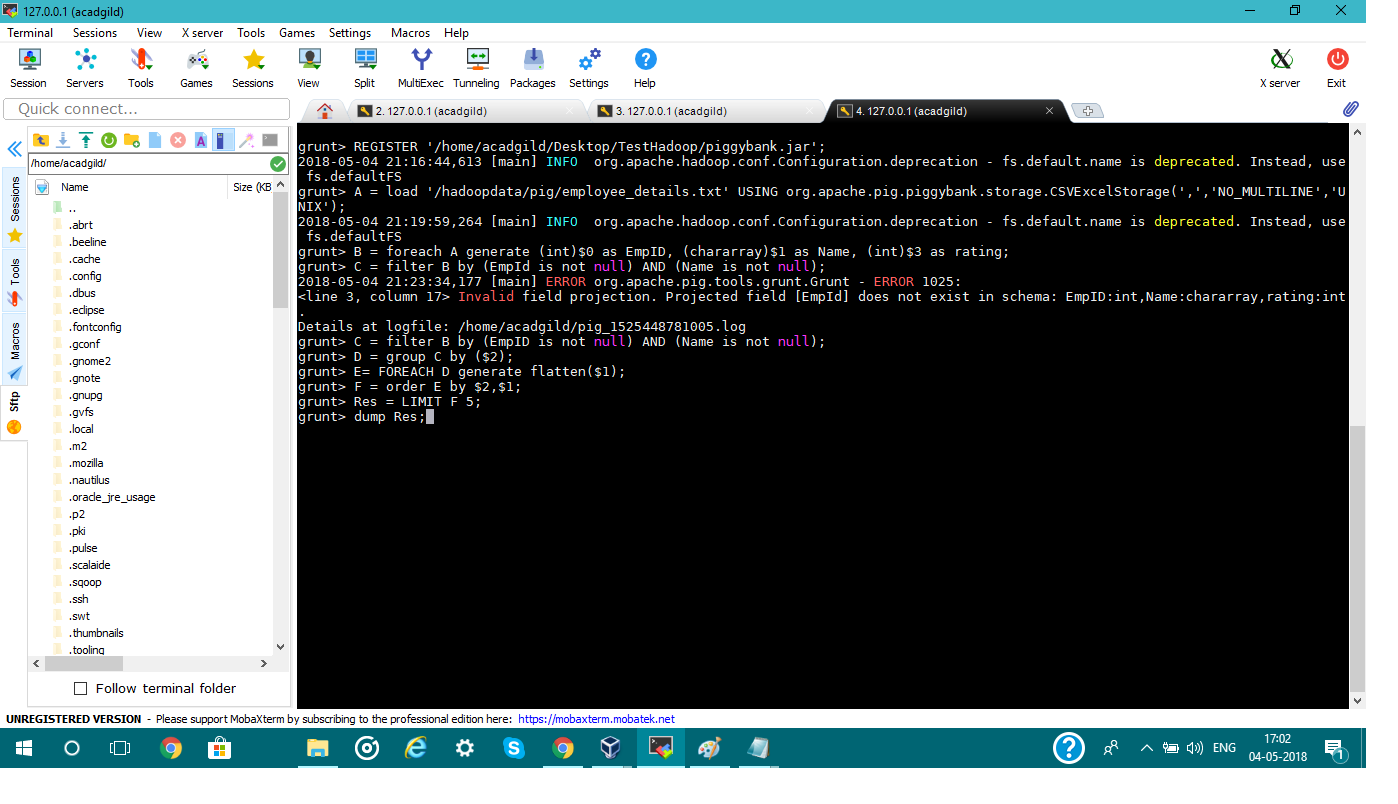 127.0.0.1 (acadgild)
Terminal Sessions View X server Tools Games Settings Macros Help
Session Servers Tools Games Sessions View Split MultiExec Tunneling Packages Settings Help X server Exit
Quick connect...
2. 127.0.0.1 (acadgild)
3. 127.0.0.1 (acadgild)
4. 127.0.0.1 (acadgild)
/home/acadgild/
Name Size (KB
..
.abrt
.beeline
.cache
.config
.dbus
.eclipse
.fontconfig
.gconf
.gnome2
.gnote
.gnupg
.gvfs
.local
.m2
.mozilla
.nautilus
.oracle_jre_usage
.p2
.pki
.pulse
.scalaide
.sqoop
.ssh
.swt
.thumbnails
.tooling
Sessions
Tools
Macros
Sftp
Follow terminal folder
grunt> REGISTER '/home/acadgild/Desktop/TestHadoop/piggybank.jar';
2018-05-04 21:16:44,613 [main] INFO  org.apache.hadoop.conf.Configuration.deprecation - fs.default.name is deprecated. Instead, use
 fs.defaultFS
grunt> A = load '/hadoopdata/pig/employee_details.txt' USING org.apache.pig.piggybank.storage.CSVExcelStorage(',','NO_MULTILINE','U
NIX');
2018-05-04 21:19:59,264 [main] INFO  org.apache.hadoop.conf.Configuration.deprecation - fs.default.name is deprecated. Instead, use
 fs.defaultFS
grunt> B = foreach A generate (int)$0 as EmpID, (chararray)$1 as Name, (int)$3 as rating;
grunt> C = filter B by (EmpId is not null) AND (Name is not null);
2018-05-04 21:23:34,177 [main] ERROR org.apache.pig.tools.grunt.Grunt - ERROR 1025:
<line 3, column 17> Invalid field projection. Projected field [EmpId] does not exist in schema: EmpID:int,Name:chararray,rating:int
.
Details at logfile: /home/acadgild/pig_1525448781005.log
grunt> C = filter B by (EmpID is not null) AND (Name is not null);
grunt> D = group C by ($2);
grunt> E= FOREACH D generate flatten($1);
grunt> F = order E by $2,$1;
grunt> Res = LIMIT F 5;
grunt> dump Res;
UNREGISTERED VERSION - Please support MobaXterm by subscribing to the professional edition here: https://mobaxterm.mobatek.net
ENG
17:02
04-05-2018
1